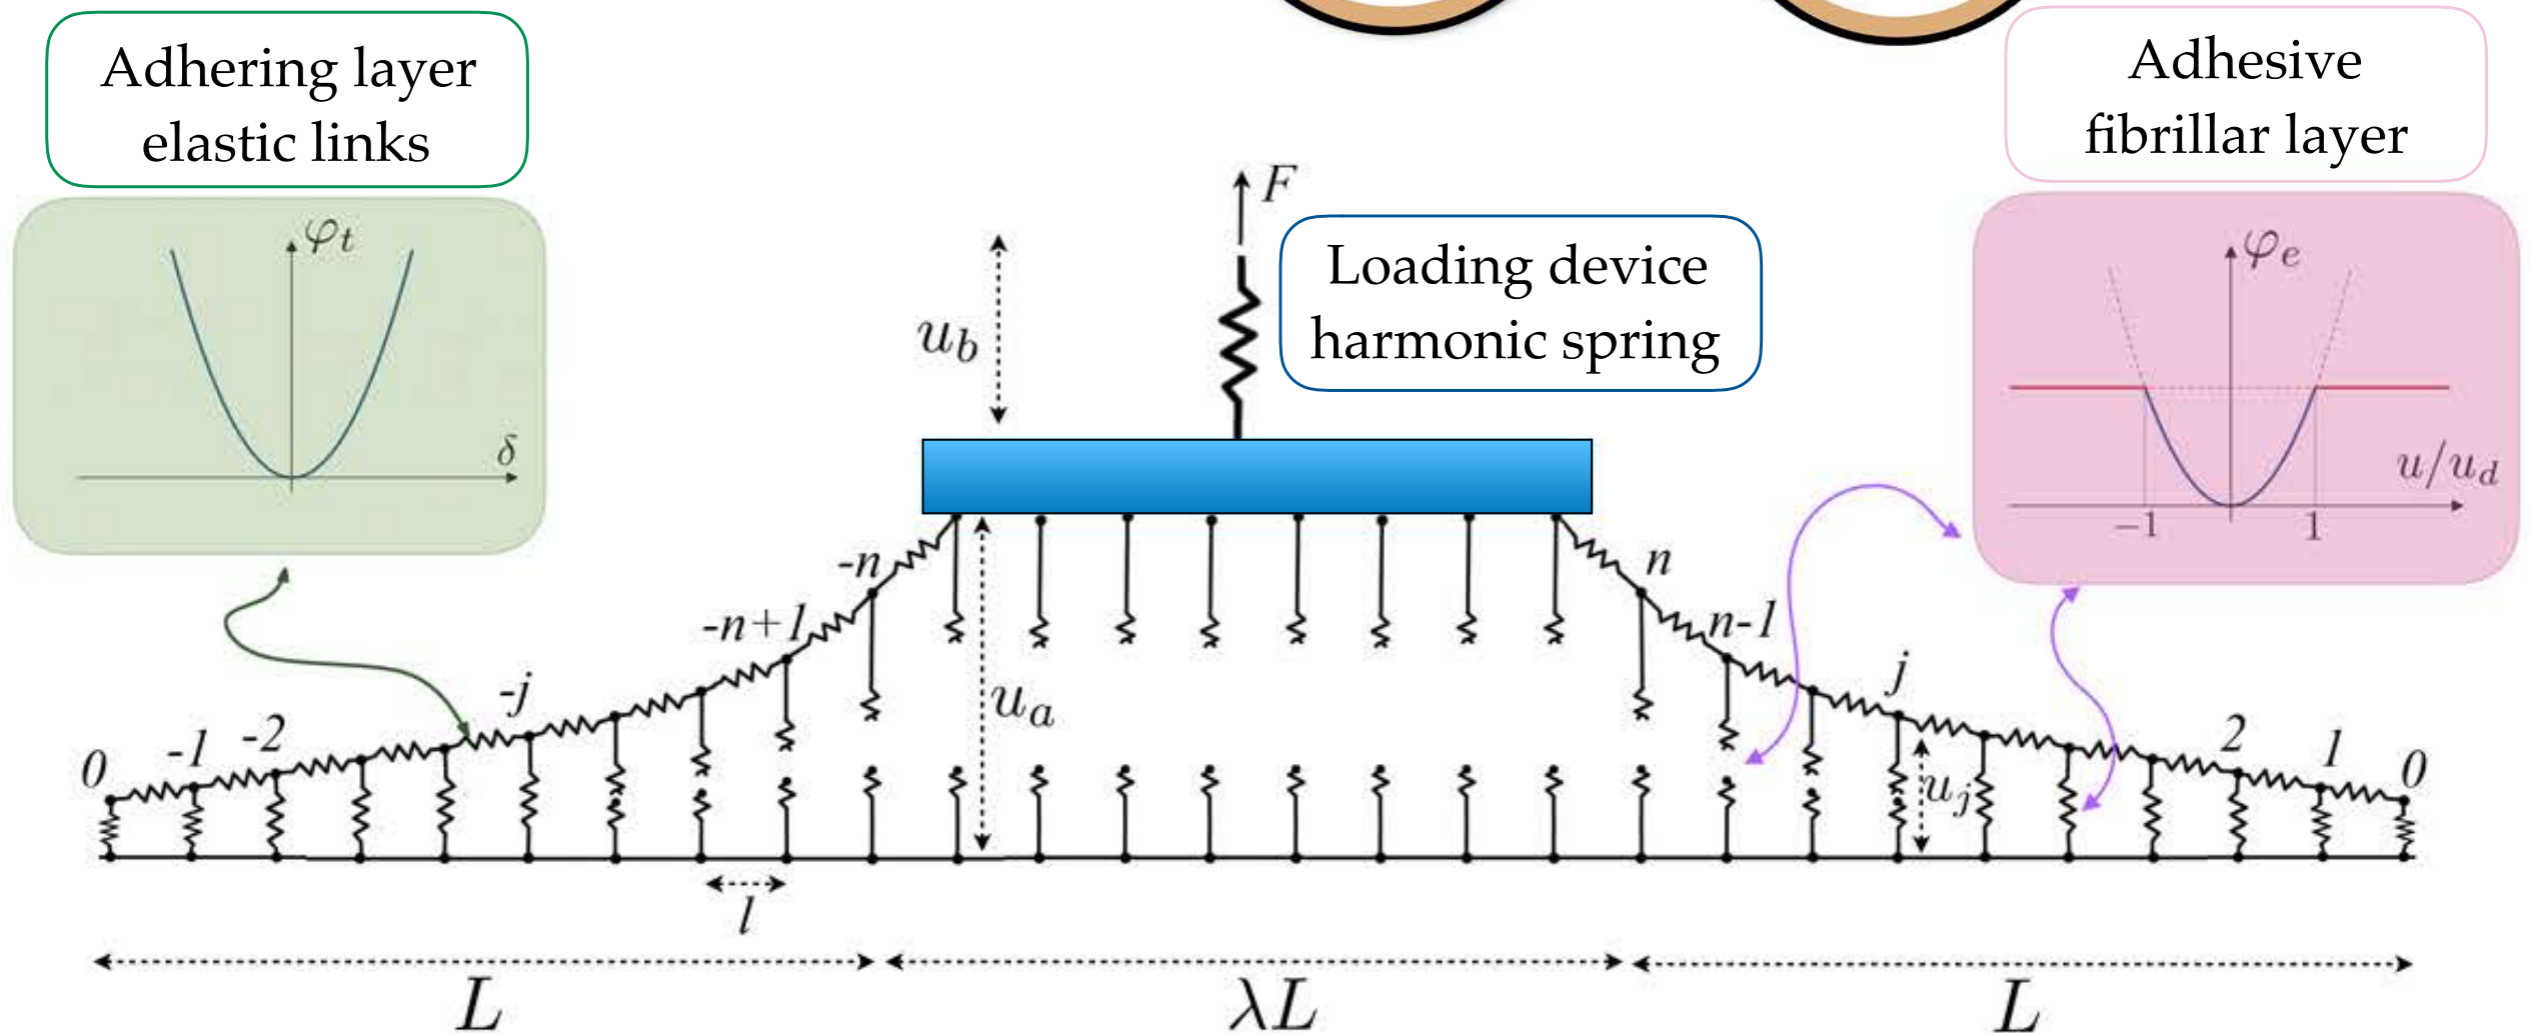 Adhering layer
elastic links
Adhesive
fibrillar layer
φt
δ
F
Loading device
harmonic spring
ub
φe
u/ud
−1
1
-n
n
-n+1
n-1
-j
j
ua
uj
0
-1
-2
2
1
0
l
L
λL
L